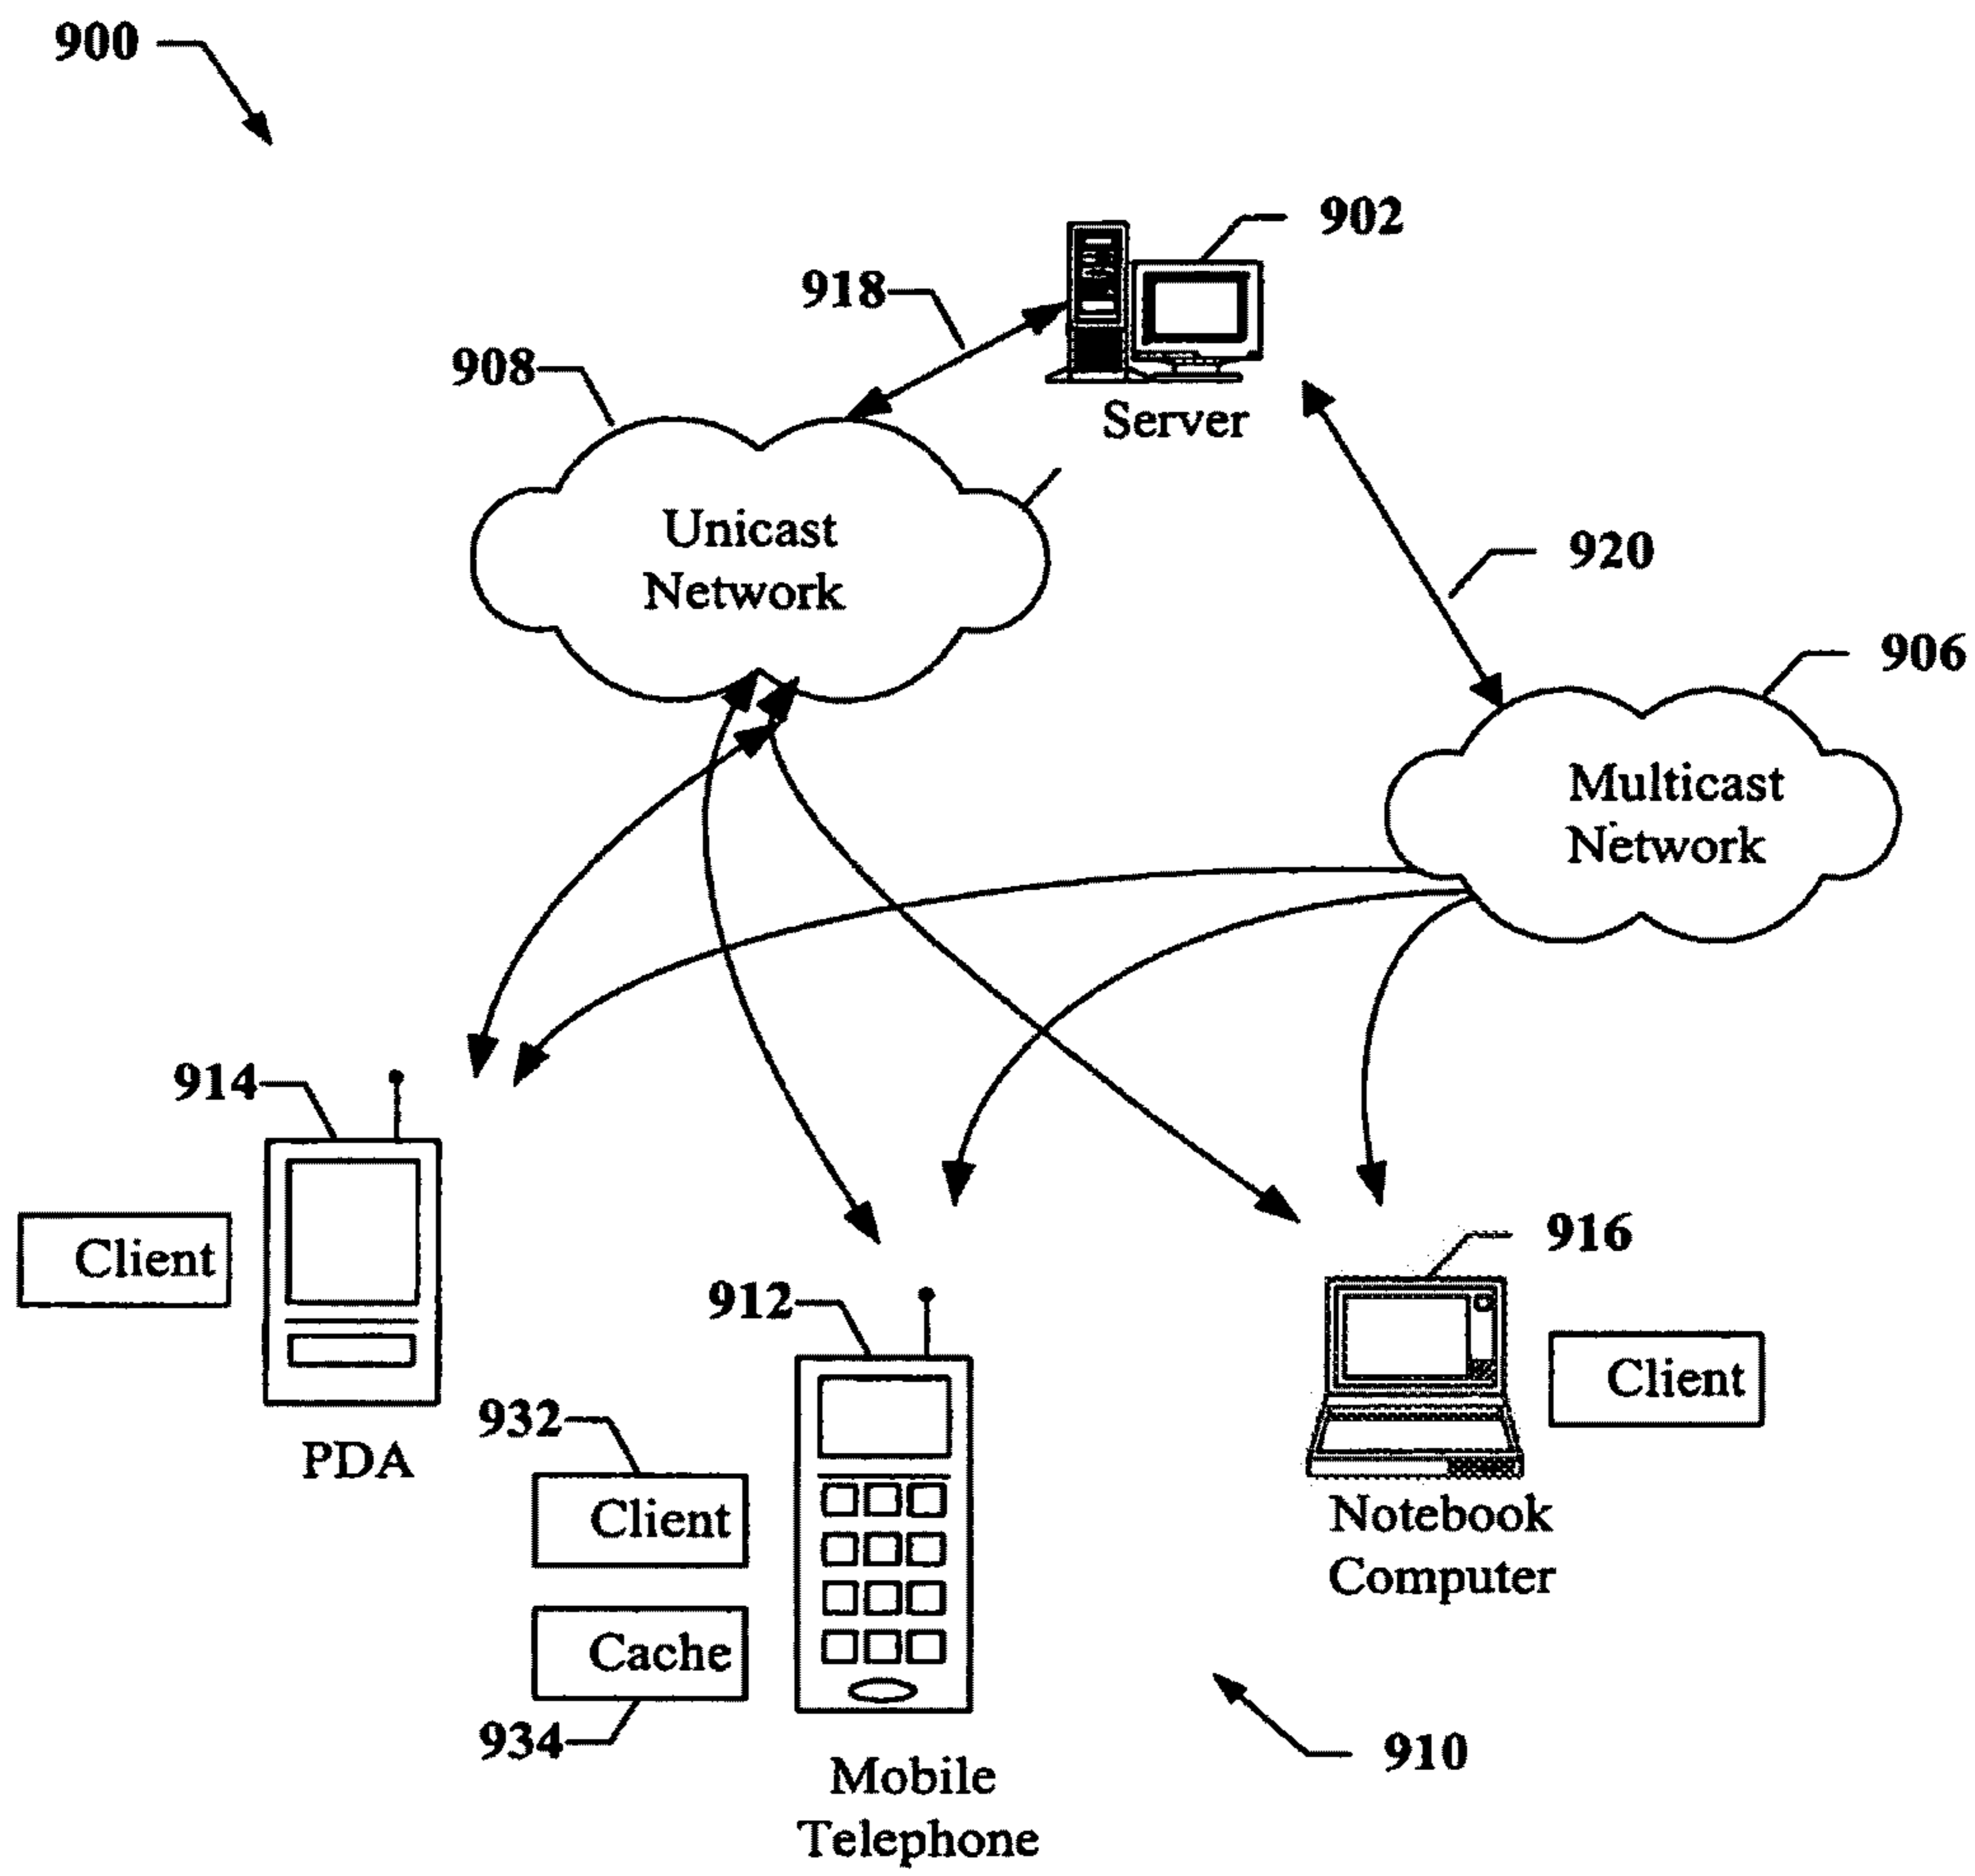 900
902
918
908
Server
Unicast
Network
920
906
Multicast
Network
914
Client
916
912
Client
932
PDA
Client
Notebook
Computer
Cache
934
910
Mobile
Telephone